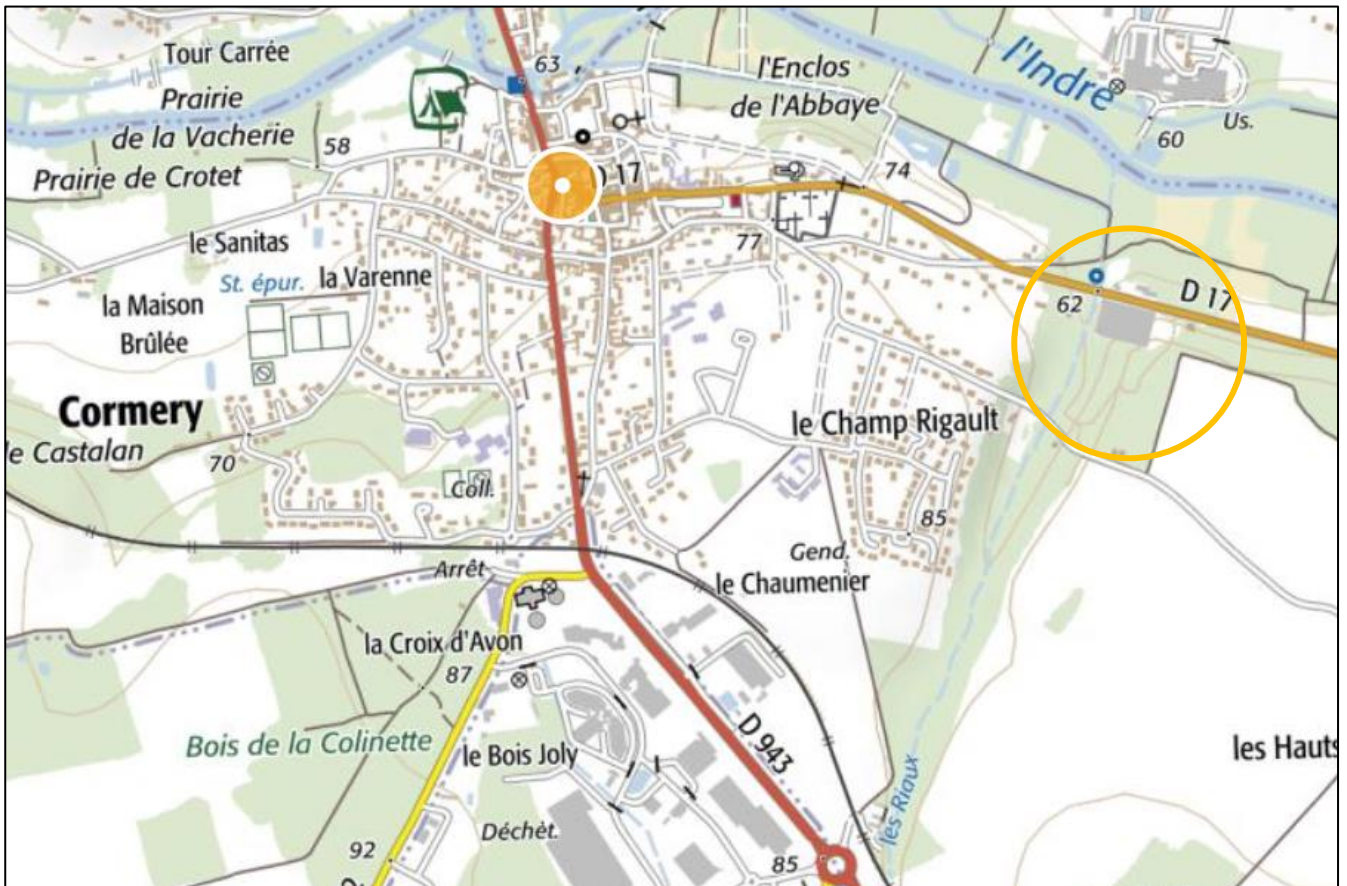 Tour Carrée
63
l'Enclos
de l'Abbaye
l'Indre
Us.
60
Prairie
de la Vacherie
58
Prairie de Crotet
D 17
74
77
le Sanitas
St. épur.
la Varenne
la Maison
Brûlée
62
D 17
Cormery
le Champ Rigault
le Castalan
70
Coll.
85
Gend.
le Chaumenier
Arrêt
la Croix d'Avon
87
D 943
Bois de la Colinette
le Bois Joly
les Hauts
les Riaux
Déchèt.
92
85